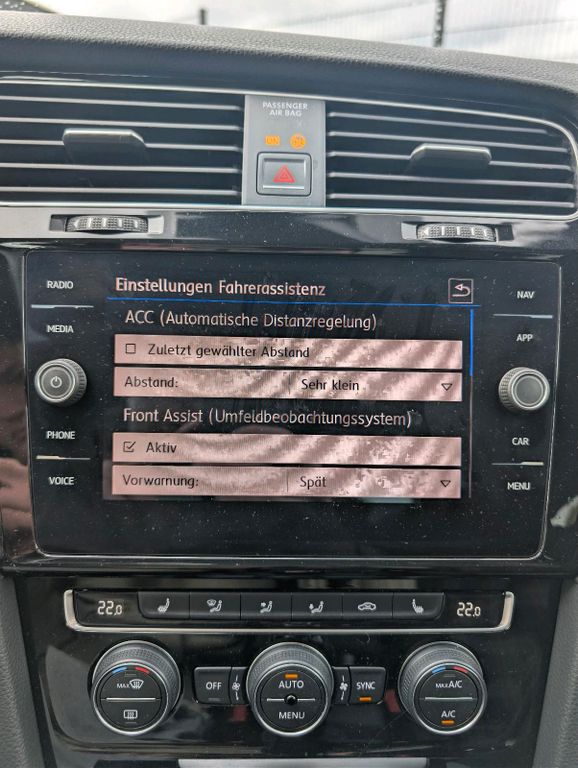 PASSENGER
AIR BAG
ON
RADIO
MEDIA
PHONE
VOICE
NAV
APP
CAR
MENU
Einstellungen Fahrerassistenz
ACC (Automatische Distanzregelung)
Zuletzt gewählter Abstand
Abstand: Sehr klein
Front Assist (Umfeldbeobachtungssystem)
Aktiv
Vorwarnung: Spät
22.0
22.0
MAX
OFF
AUTO
MENU
SYNC
MAX A/C
A/C